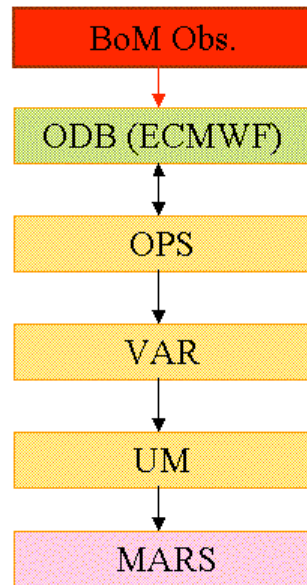 BoM Obs.
ODB (ECMWF)
OPS
VAR
UM
MARS